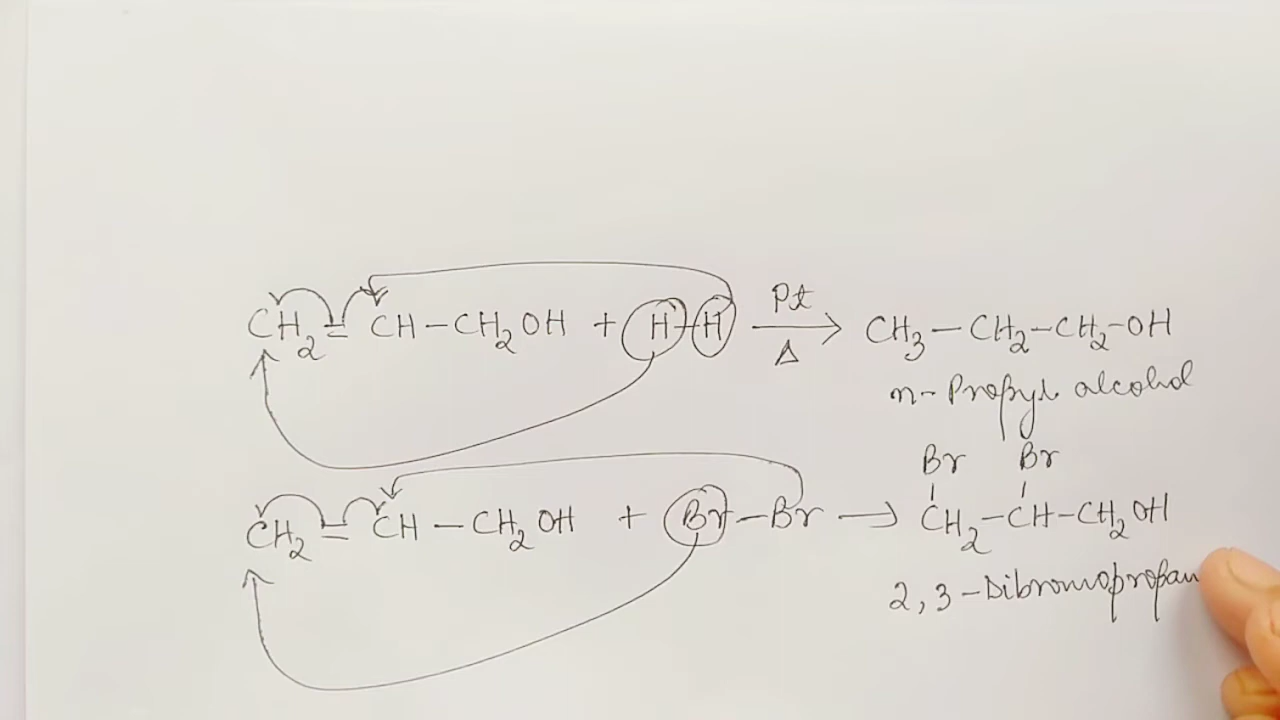 CH₂ = CH – CH₂OH + H–H —Pt/Δ→ CH₃ – CH₂ – CH₂ – OH
n- Propyl alcohol
Br Br
CH₂ = CH – CH₂OH + Br – Br → CH₂ – CH – CH₂OH
2,3-Dibromopropan